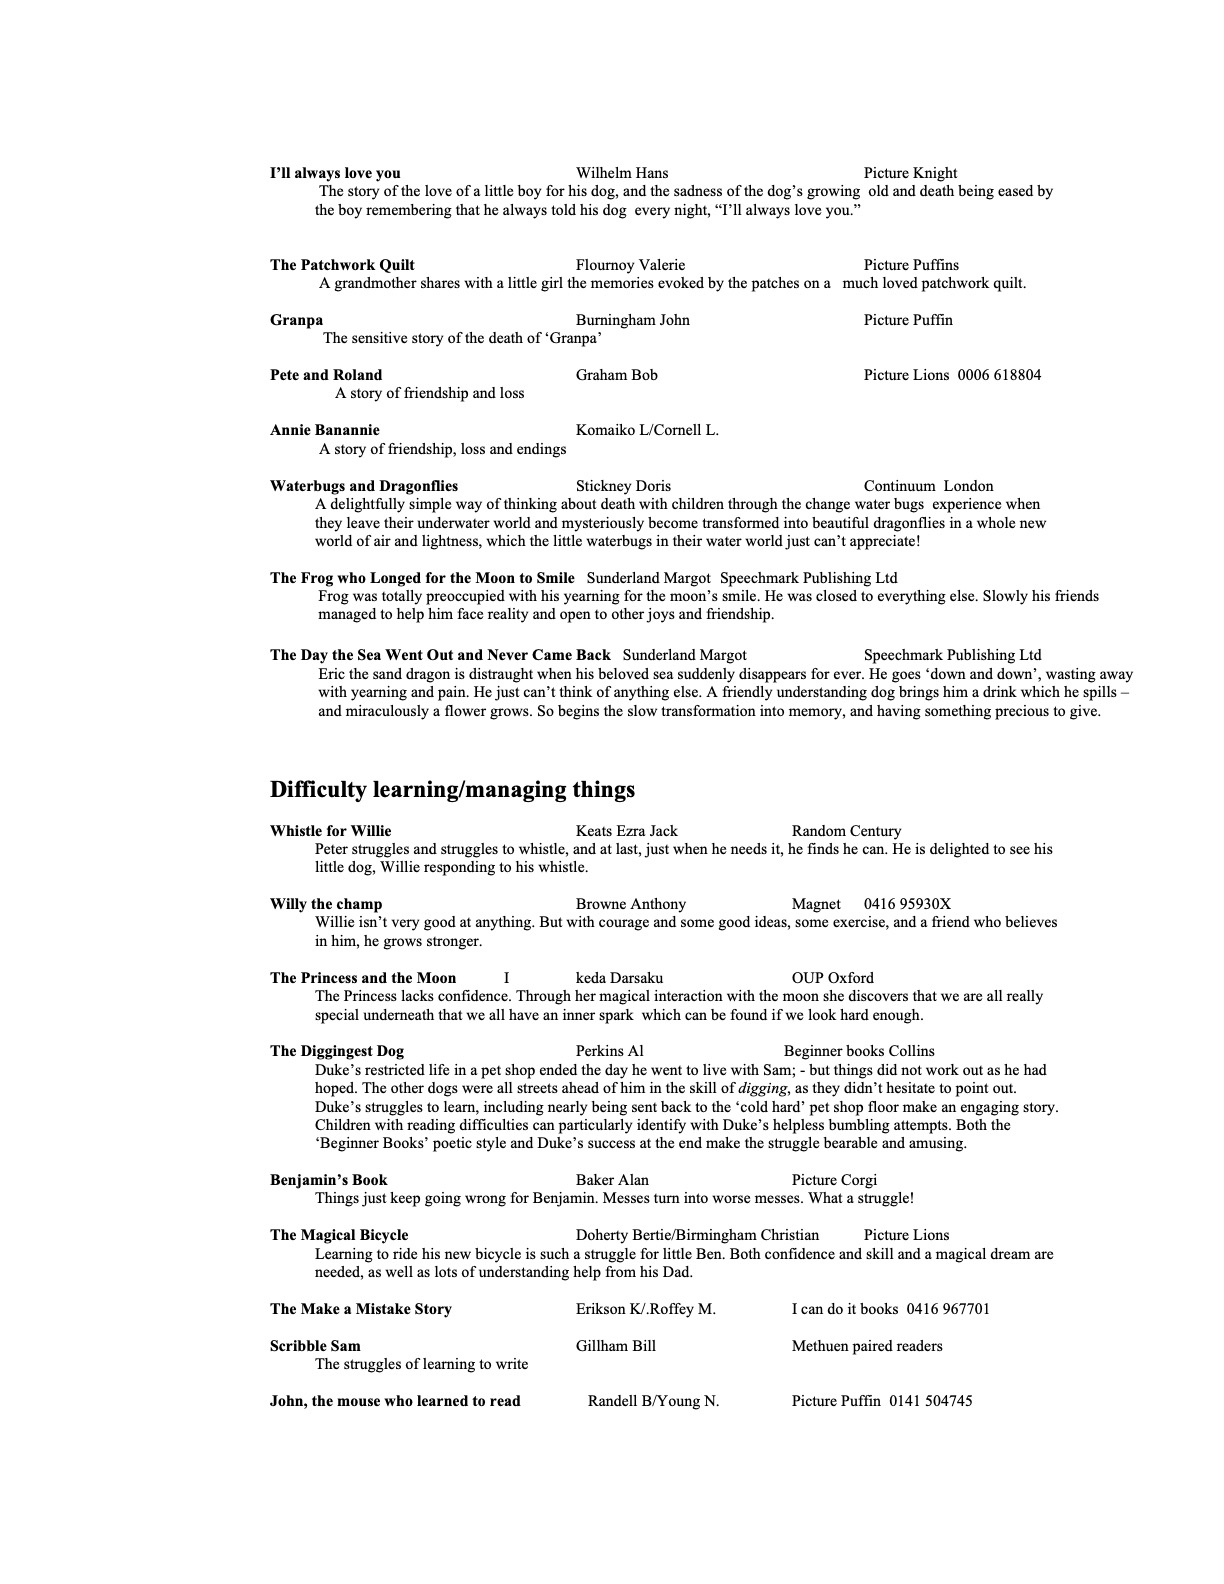 I’ll always love you Wilhelm Hans Picture Knight
The story of the love of a little boy for his dog, and the sadness of the dog’s growing old and death being eased by
the boy remembering that he always told his dog every night, “I’ll always love you.”
The Patchwork Quilt Flournoy Valerie Picture Puffins
A grandmother shares with a little girl the memories evoked by the patches on a much loved patchwork quilt.
Granpa Burningham John Picture Puffin
The sensitive story of the death of ‘Granpa’
Pete and Roland Graham Bob Picture Lions 0006 618804
A story of friendship and loss
Annie Banannie Komaiko L/Cornell L.
A story of friendship, loss and endings
Waterbugs and Dragonflies Stickney Doris Continuum London
A delightfully simple way of thinking about death with children through the change water bugs experience when
they leave their underwater world and mysteriously become transformed into beautiful dragonflies in a whole new
world of air and lightness, which the little waterbugs in their water world just can’t appreciate!
The Frog who Longed for the Moon to Smile Sunderland Margot Speechmark Publishing Ltd
Frog was totally preoccupied with his yearning for the moon’s smile. He was closed to everything else. Slowly his friends
managed to help him face reality and open to other joys and friendship.
The Day the Sea Went Out and Never Came Back Sunderland Margot Speechmark Publishing Ltd
Eric the sand dragon is distraught when his beloved sea suddenly disappears for ever. He goes ‘down and down’, wasting away
with yearning and pain. He just can’t think of anything else. A friendly understanding dog brings him a drink which he spills –
and miraculously a flower grows. So begins the slow transformation into memory, and having something precious to give.
Difficulty learning/managing things
Whistle for Willie Keats Ezra Jack Random Century
Peter struggles and struggles to whistle, and at last, just when he needs it, he finds he can. He is delighted to see his
little dog, Willie responding to his whistle.
Willy the champ Browne Anthony Magnet 0416 95930X
Willie isn’t very good at anything. But with courage and some good ideas, some exercise, and a friend who believes
in him, he grows stronger.
The Princess and the Moon I keda Darsaku OUP Oxford
The Princess lacks confidence. Through her magical interaction with the moon she discovers that we are all really
special underneath that we all have an inner spark which can be found if we look hard enough.
The Diggingest Dog Perkins Al Beginner books Collins
Duke’s restricted life in a pet shop ended the day he went to live with Sam; - but things did not work out as he had
hoped. The other dogs were all streets ahead of him in the skill of digging, as they didn’t hesitate to point out.
Duke’s struggles to learn, including nearly being sent back to the ‘cold hard’ pet shop floor make an engaging story.
Children with reading difficulties can particularly identify with Duke’s helpless bumbling attempts. Both the
‘Beginner Books’ poetic style and Duke’s success at the end make the struggle bearable and amusing.
Benjamin’s Book Baker Alan Picture Corgi
Things just keep going wrong for Benjamin. Messes turn into worse messes. What a struggle!
The Magical Bicycle Doherty Bertie/Birmingham Christian Picture Lions
Learning to ride his new bicycle is such a struggle for little Ben. Both confidence and skill and a magical dream are
needed, as well as lots of understanding help from his Dad.
The Make a Mistake Story Erikson K/.Roffey M. I can do it books 0416 967701
Scribble Sam Gillham Bill Methuen paired readers
The struggles of learning to write
John, the mouse who learned to read Randell B/Young N. Picture Puffin 0141 504745